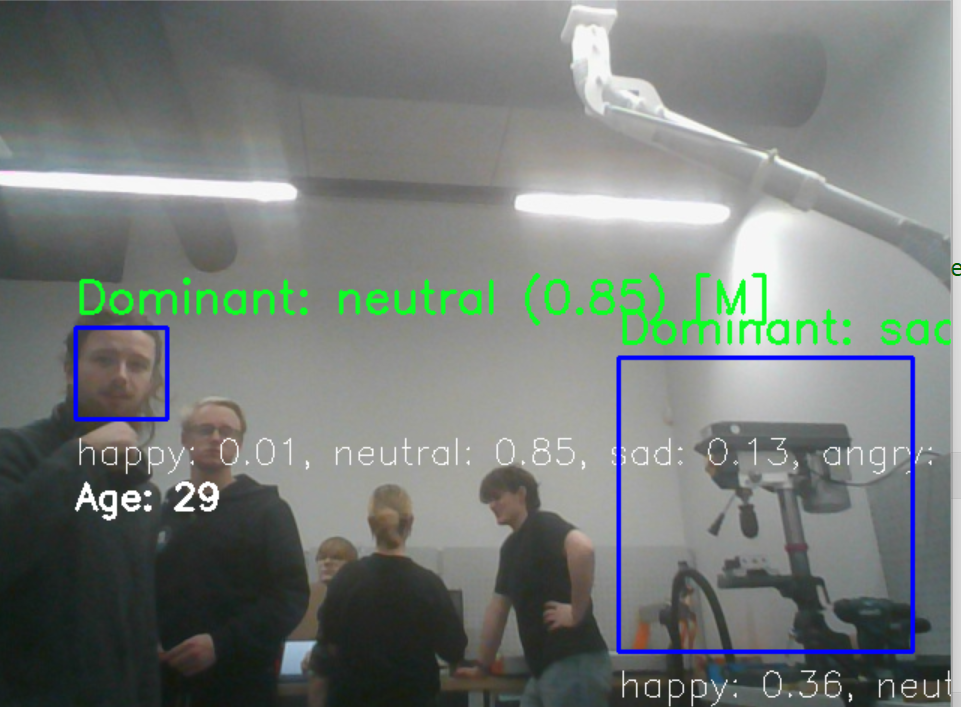 Dominant: neutral (0.85) [M]
Dominant: sad
happy: 0.01, neutral: 0.85, sad: 0.13, angry:
Age: 29
happy: 0.36, neut
e